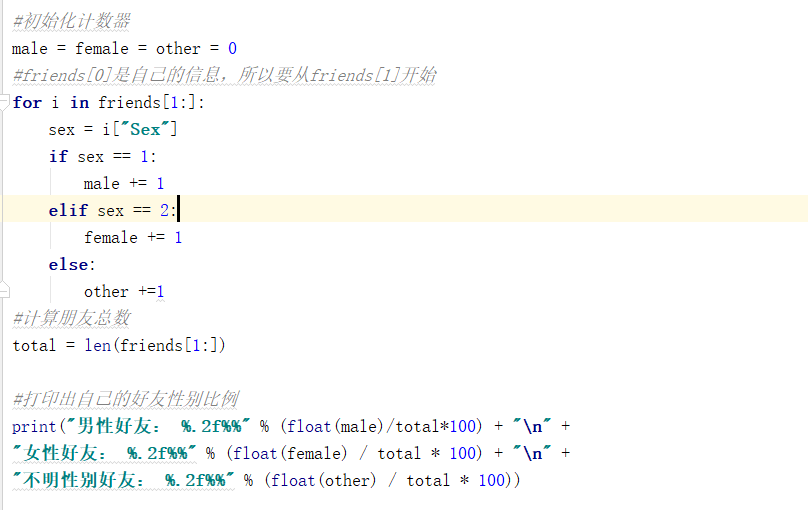 #初始化计数器
male = female = other = 0
#friends[0]是自己的信息，所以要从friends[1]开始
for i in friends[1:]:
    sex = i["Sex"]
    if sex == 1:
        male += 1
    elif sex == 2:
        female += 1
    else:
        other +=1
#计算朋友总数
total = len(friends[1:])
#打印出自己的好友性别比例
print("男性好友： %.2f%%" % (float(male)/total*100) + "\n" +
"女性好友： %.2f%%" % (float(female) / total * 100) + "\n" +
"不明性别好友： %.2f%%" % (float(other) / total * 100))